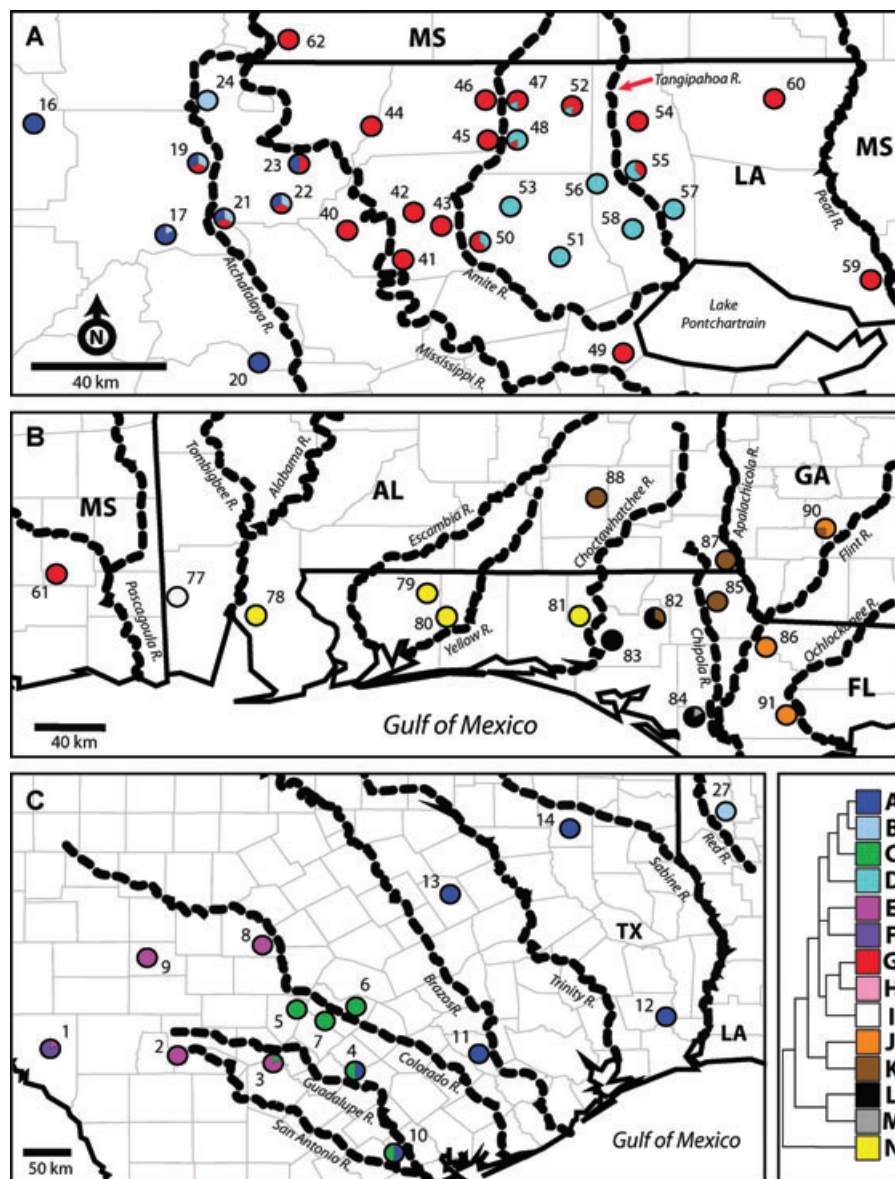 A
MS
62
24
46
47
52
Tangipahoa R.
60
16
44
54
45
48
MS
19
23
55
LA
56
57
53
42
22
21
43
17
40
58
50
51
41
59
Pearl R.
Amite R.
Atchafalaya R.
Lake
Pontchartrain
N
Mississippi R.
49
20
40 km
B
Tombigbee R.
Alabama R.
MS
AL
Escambia R.
88
Choctawhatchee R.
Apalachicola R.
GA
90
Flint R.
87
61
77
79
78
80
81
82
85
Pascagoula R.
Yellow R.
83
Chipola R.
86
Ochlockonee R.
FL
84
91
40 km
Gulf of Mexico
C
27
Red R.
14
13
Sabine R.
TX
8
9
6
5
7
Brazos R.
Trinity R.
12
1
2
11
LA
4
3
Colorado R.
Guadalupe R.
San Antonio R.
10
Gulf of Mexico
50 km
A
B
C
D
E
F
G
H
I
J
K
L
M
N